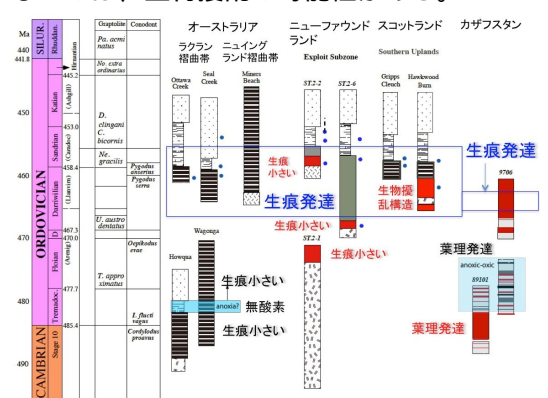 オーストラリア
ニューファウンドランド
スコットランド
カザフスタン
ラクラン褶曲帯
ニューイングランド褶曲帯
Exploit Subzone
Southern Uplands
Graptolite
Conodont
Ma
440
441.8
SILUR.
Rhuddan.
Hirnantian
Pa. acmi
natus
No. extra
ordinarius
445.2
Katian
(Ashgill)
450
453.0
D.
clingani
C.
bicornis
Sandrian
(Caradoc)
Ne.
gracilis
458.4
460
Pygodus
anserius
Pygodus
serra
Darriwilian
(Llanvirn)
ORDOVICIAN
U. austro
dentatus
467.3
470.0
470
D
Floian
(Arenig)
Oepikodus
evae
T. appro
ximatus
477.7
480
Tremadoc.
I. flucti
vagus
485.4
Cordylodus
proavus
490
CAMBRIAN
Stage 10
Ottawa
Creek
Seal
Creek
Miners
Beach
ST.2-2
ST.2-6
Gripps
Cleuch
Hawkwood
Burn
9706
生痕
小さい
生痕発達
生物擾
乱構造
生痕発達
生痕小さい
Howqua
Wagonga
ST.2-1
生痕小さい
生痕小さい
anoxia?
無酸素
生痕小さい
葉理発達
anoxic-oxic
89101
葉理発達